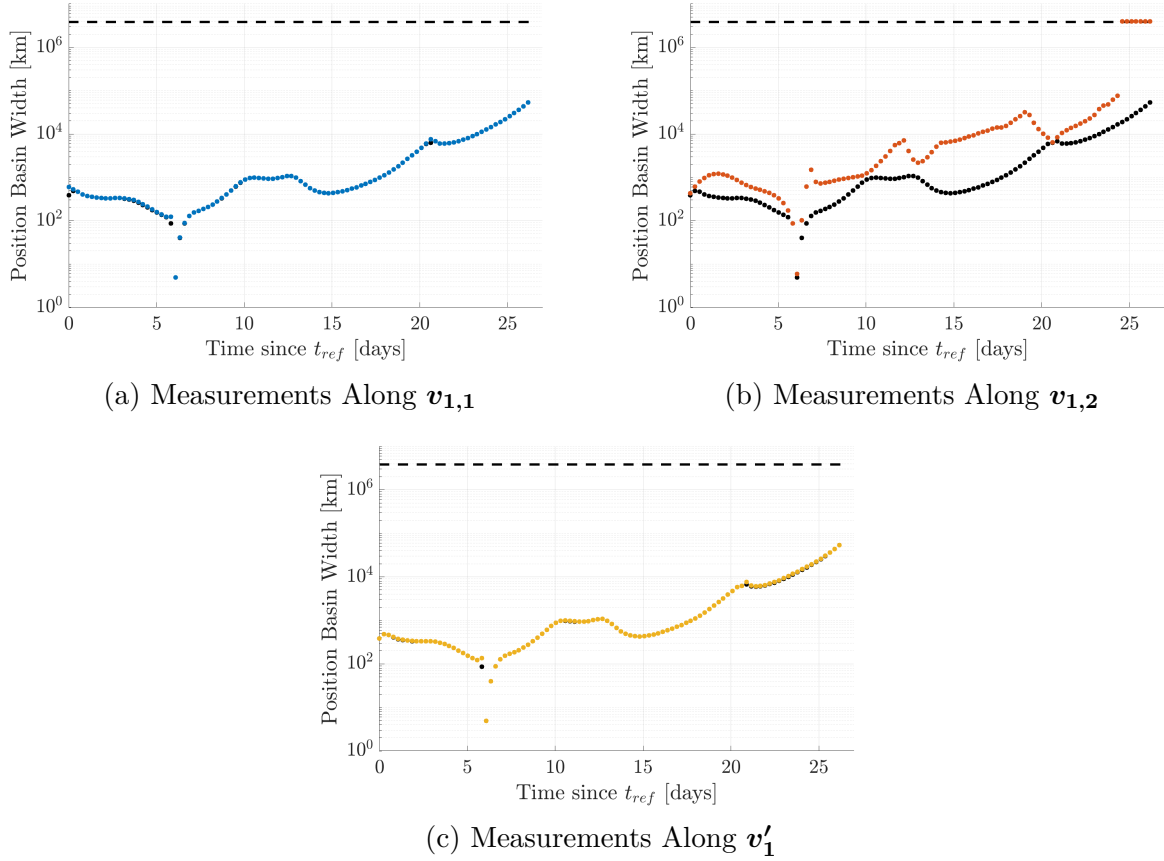 Position Basin Width [km]
10^6
10^4
10^2
10^0
0 5 10 15 20 25
Time since t_ref [days]
(a) Measurements Along v_1,1
Position Basin Width [km]
10^6
10^4
10^2
10^0
0 5 10 15 20 25
Time since t_ref [days]
(b) Measurements Along v_1,2
Position Basin Width [km]
10^6
10^4
10^2
10^0
0 5 10 15 20 25
Time since t_ref [days]
(c) Measurements Along v'_1